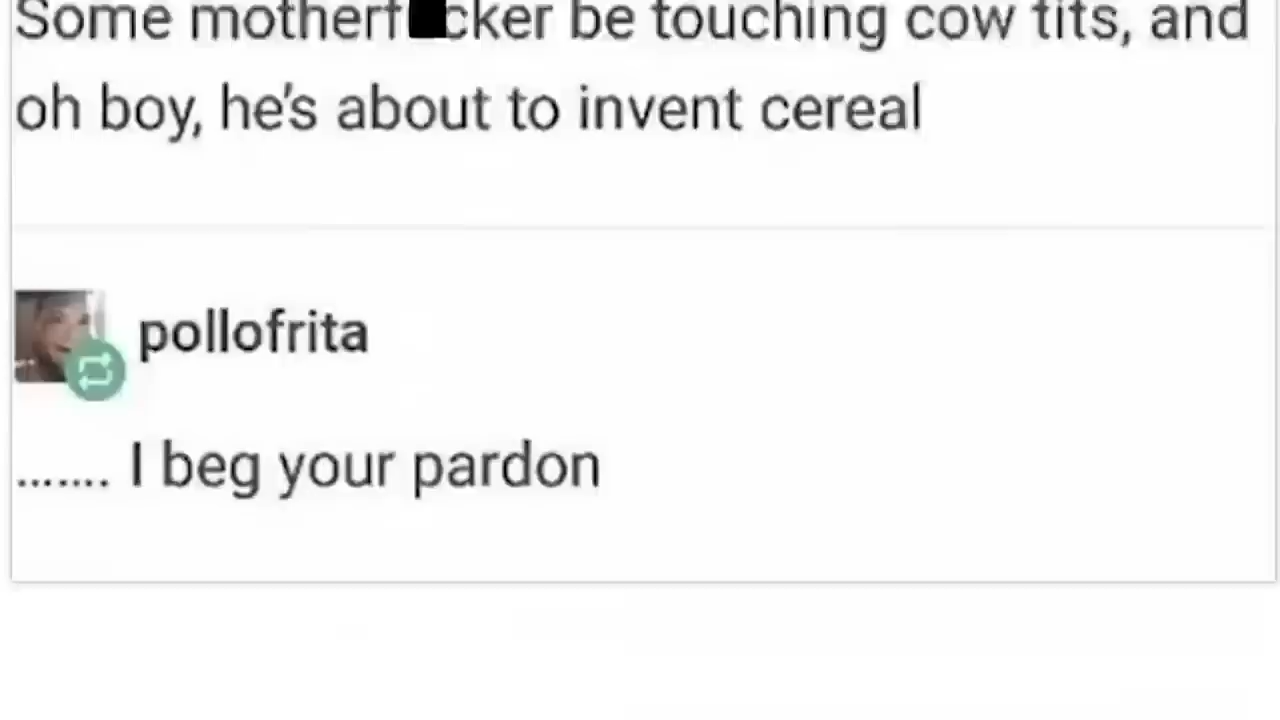 Some motherf cker be touching cow tits, and
oh boy, he's about to invent cereal
pollofrita
....... I beg your pardon